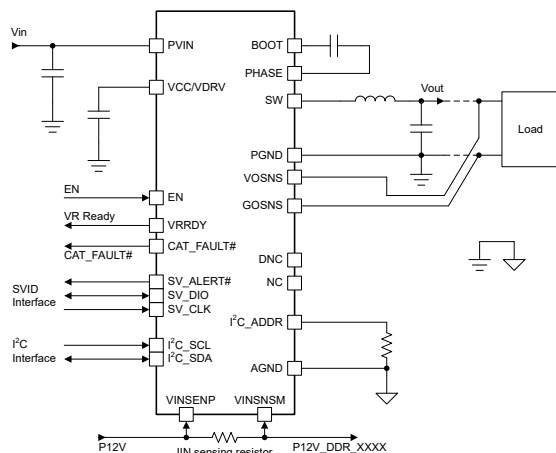 Vin
PVIN
BOOT
PHASE
VCC/VDRV
SW
Vout
Load
PGND
VOSNS
EN
EN
GOSNS
VR Ready
VRRDY
CAT_FAULT#
CAT_FAULT#
DNC
SV_ALERT#
NC
SVID
Interface
SV_DIO
SV_CLK
I²C_ADDR
I²C
Interface
I²C_SCL
I²C_SDA
AGND
VINSENP
VINSNSM
P12V
IIN sensing resistor
P12V_DDR_XXXX